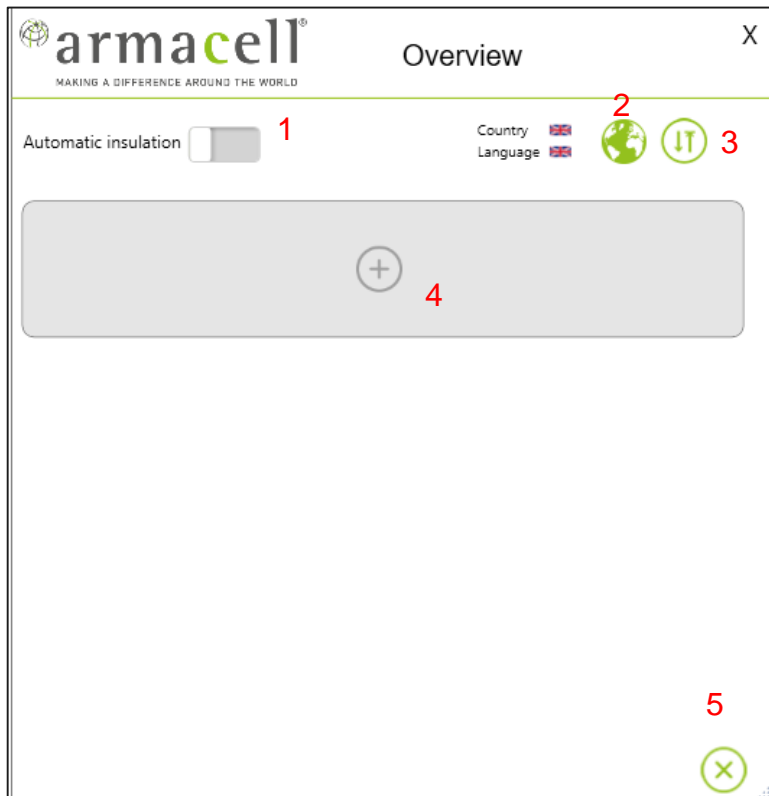 armacell®
MAKING A DIFFERENCE AROUND THE WORLD
Overview
X
Automatic insulation
1
Country
Language
2
3
4
5